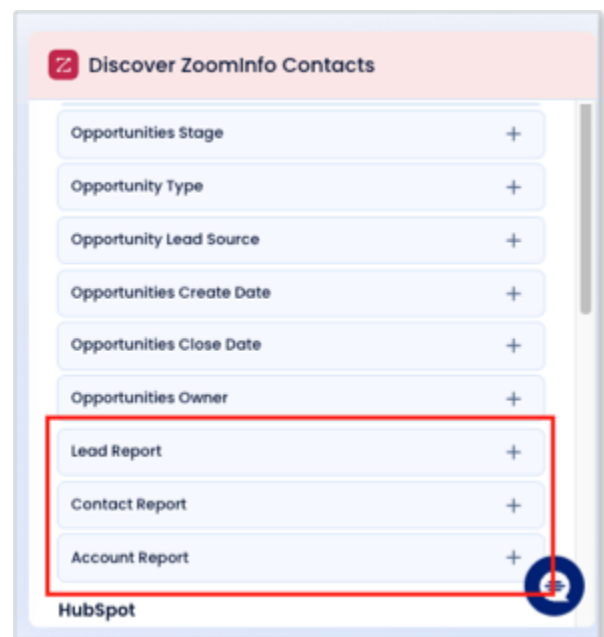 Discover ZoomInfo Contacts
Opportunities Stage
Opportunity Type
Opportunity Lead Source
Opportunities Create Date
Opportunities Close Date
Opportunities Owner
Lead Report
Contact Report
Account Report
HubSpot